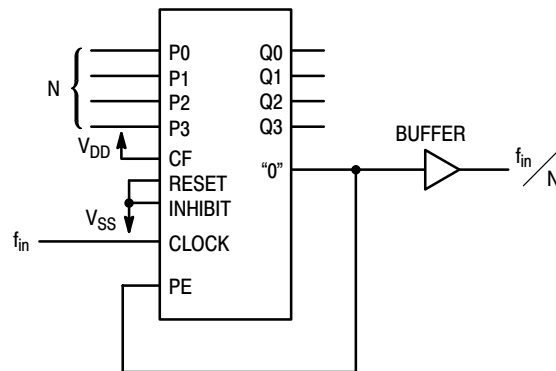 N
P0
P1
P2
P3
VDD
CF
RESET
VSS
INHIBIT
fin
CLOCK
PE
Q0
Q1
Q2
Q3
“0”
BUFFER
fin/N